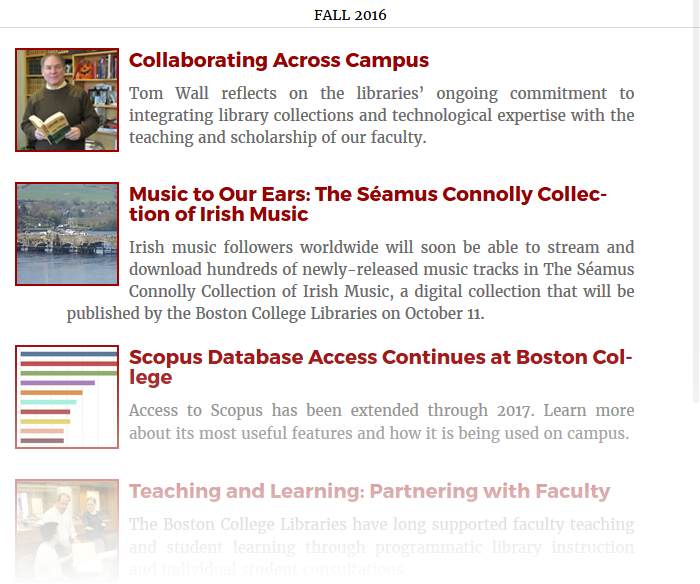 FALL 2016
Collaborating Across Campus
Tom Wall reflects on the libraries’ ongoing commitment to
integrating library collections and technological expertise with the
teaching and scholarship of our faculty.
Music to Our Ears: The Séamus Connolly Collec-
tion of Irish Music
Irish music followers worldwide will soon be able to stream and
download hundreds of newly-released music tracks in The Séamus
Connolly Collection of Irish Music, a digital collection that will be
published by the Boston College Libraries on October 11.
Scopus Database Access Continues at Boston Col-
lege
Access to Scopus has been extended through 2017. Learn more
about its most useful features and how it is being used on campus.
Teaching and Learning: Partnering with Faculty
The Boston College Libraries have long supported faculty teaching
and student learning through programmatic library instruction
and individual student consultations.